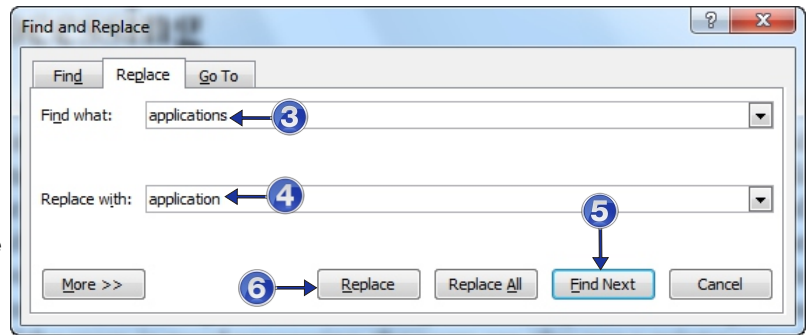 Find and Replace
Find Replace Go To
Find what: applications 3
Replace with: application 4
5
More >> 6 Replace Replace All Find Next Cancel